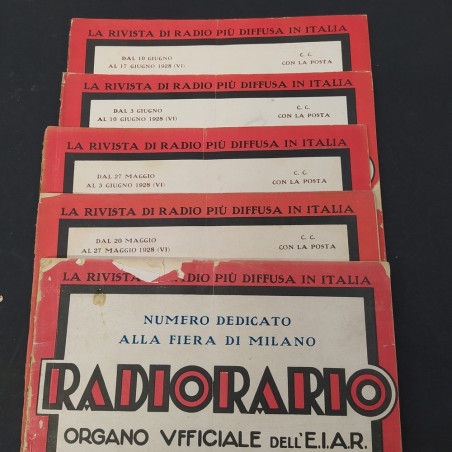 LA RIVISTA DI RADIO PIÙ DIFFUSA IN ITALIA
DAL 10 GIUGNO
AL 17 GIUGNO 1928 (VI)
C. C.
CON LA POSTA
LA RIVISTA DI RADIO PIÙ DIFFUSA IN ITALIA
DAL 3 GIUGNO
AL 10 GIUGNO 1928 (VI)
C. C.
CON LA POSTA
LA RIVISTA DI RADIO PIÙ DIFFUSA IN ITALIA
DAL 27 MAGGIO
AL 3 GIUGNO 1928 (VI)
C. C.
CON LA POSTA
LA RIVISTA DI RADIO PIÙ DIFFUSA IN ITALIA
DAL 20 MAGGIO
AL 27 MAGGIO 1928 (VI)
C. C.
CON LA POSTA
LA RIVISTA DI RADIO PIÙ DIFFUSA IN ITALIA
NUMERO DEDICATO
ALLA FIERA DI MILANO
RADIORARIO
ORGANO VFFICIALE DELL'E.I.A.R.